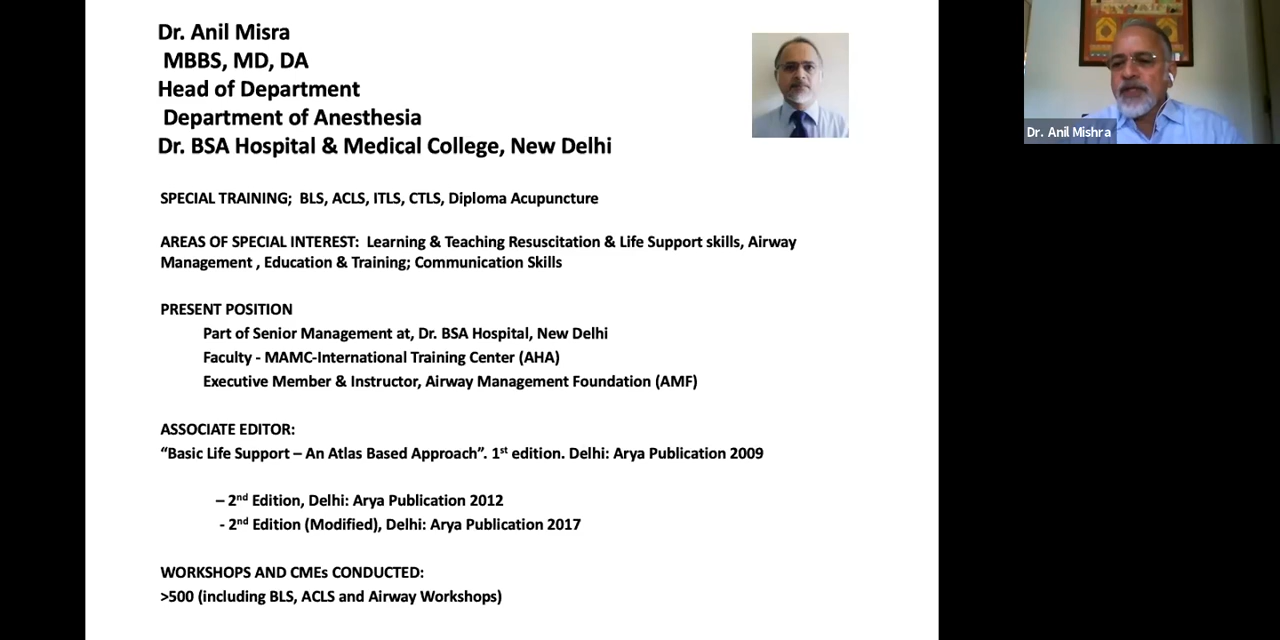 Dr. Anil Misra
MBBS, MD, DA
Head of Department
Department of Anesthesia
Dr. BSA Hospital & Medical College, New Delhi
SPECIAL TRAINING; BLS, ACLS, ITLS, CTLS, Diploma Acupuncture
AREAS OF SPECIAL INTEREST: Learning & Teaching Resuscitation & Life Support skills, Airway
Management , Education & Training; Communication Skills
PRESENT POSITION
Part of Senior Management at, Dr. BSA Hospital, New Delhi
Faculty - MAMC-International Training Center (AHA)
Executive Member & Instructor, Airway Management Foundation (AMF)
ASSOCIATE EDITOR:
“Basic Life Support – An Atlas Based Approach”. 1st edition. Delhi: Arya Publication 2009
– 2nd Edition, Delhi: Arya Publication 2012
- 2nd Edition (Modified), Delhi: Arya Publication 2017
WORKSHOPS AND CMEs CONDUCTED:
>500 (including BLS, ACLS and Airway Workshops)
Dr. Anil Mishra